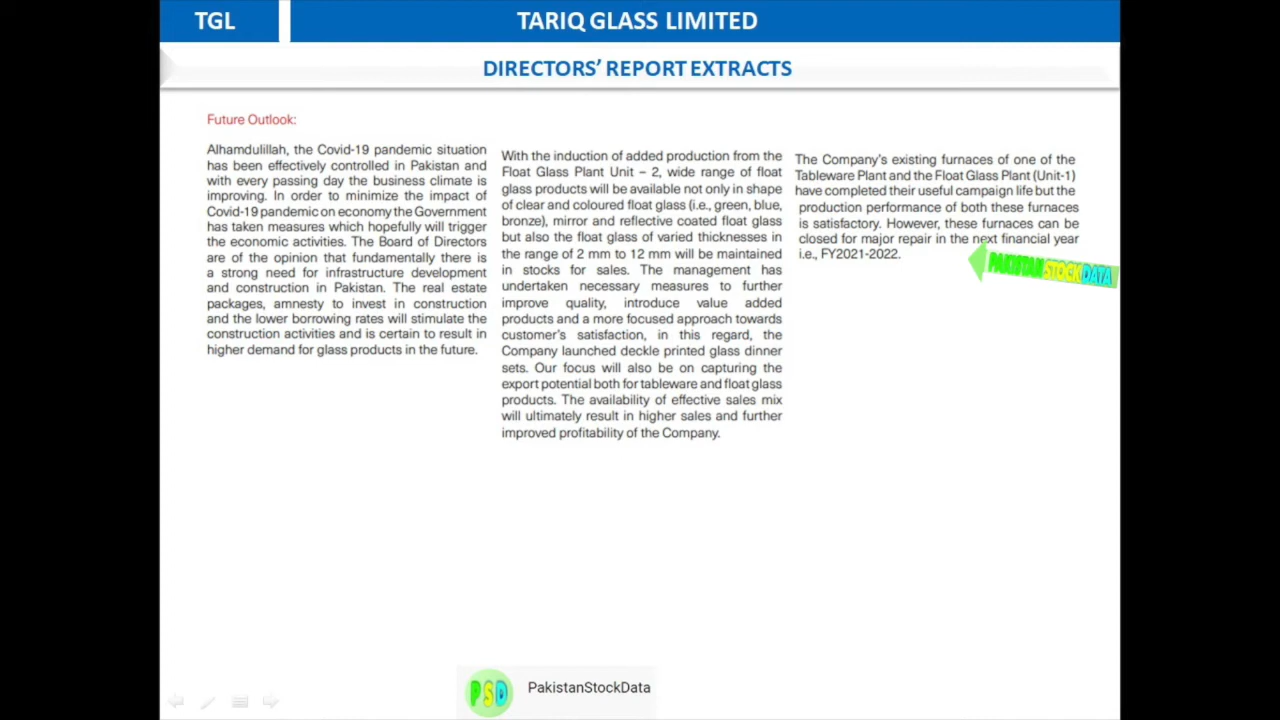 TGL
TARIQ GLASS LIMITED
DIRECTORS’ REPORT EXTRACTS
Future Outlook:
Alhamdulillah, the Covid-19 pandemic situation
has been effectively controlled in Pakistan and
with every passing day the business climate is
improving. In order to minimize the impact of
Covid-19 pandemic on economy the Government
has taken measures which hopefully will trigger
the economic activities. The Board of Directors
are of the opinion that fundamentally there is
a strong need for infrastructure development
and construction in Pakistan. The real estate
packages, amnesty to invest in construction
and the lower borrowing rates will stimulate the
construction activities and is certain to result in
higher demand for glass products in the future.
With the induction of added production from the
Float Glass Plant Unit – 2, wide range of float
glass products will be available not only in shape
of clear and coloured float glass (i.e., green, blue,
bronze), mirror and reflective coated float glass
but also the float glass of varied thicknesses in
the range of 2 mm to 12 mm will be maintained
in stocks for sales. The management has
undertaken necessary measures to further
improve quality, introduce value added
products and a more focused approach towards
customer’s satisfaction, in this regard, the
Company launched deckle printed glass dinner
sets. Our focus will also be on capturing the
export potential both for tableware and float glass
products. The availability of effective sales mix
will ultimately result in higher sales and further
improved profitability of the Company.
The Company’s existing furnaces of one of the
Tableware Plant and the Float Glass Plant (Unit-1)
have completed their useful campaign life but the
production performance of both these furnaces
is satisfactory. However, these furnaces can be
closed for major repair in the next financial year
i.e., FY2021-2022.
PAKISTAN STOCK DATA
PSD
PakistanStockData